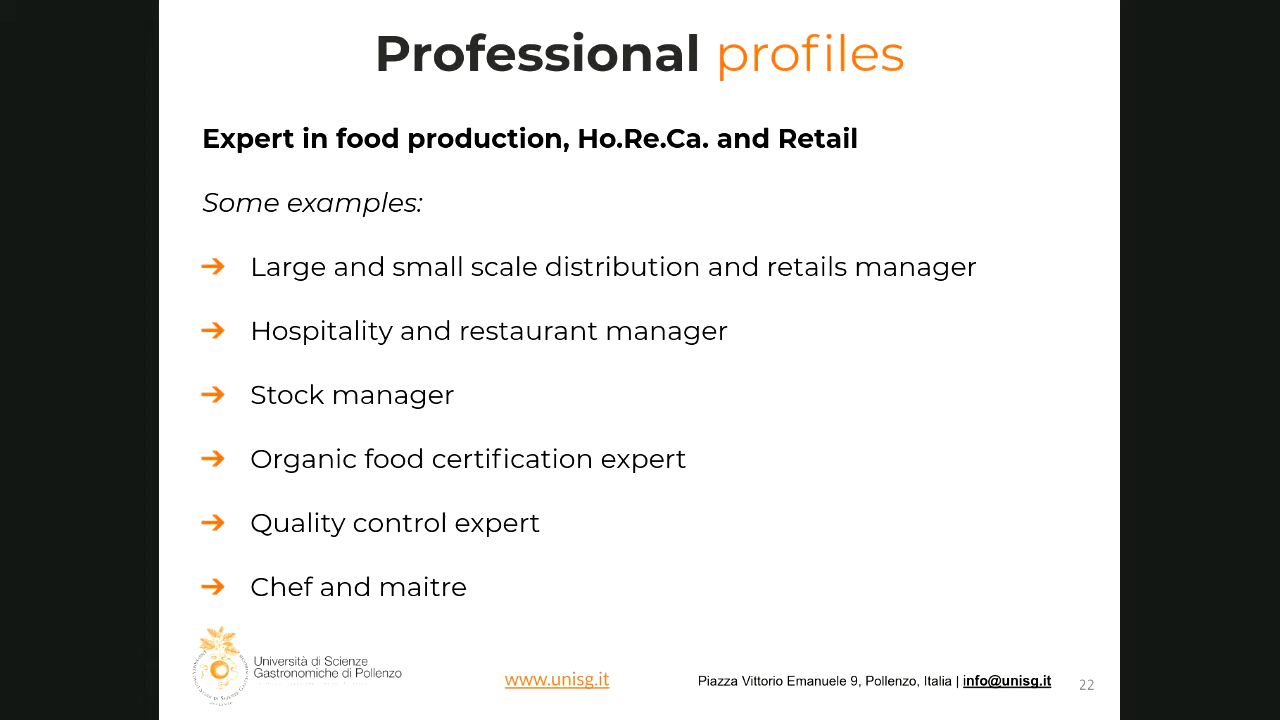 Professional profiles
Expert in food production, Ho.Re.Ca. and Retail
Some examples:
➔ Large and small scale distribution and retails manager
➔ Hospitality and restaurant manager
➔ Stock manager
➔ Organic food certification expert
➔ Quality control expert
➔ Chef and maitre
Università di Scienze
Gastronomiche di Pollenzo
www.unisg.it
Piazza Vittorio Emanuele 9, Pollenzo, Italia | info@unisg.it
22